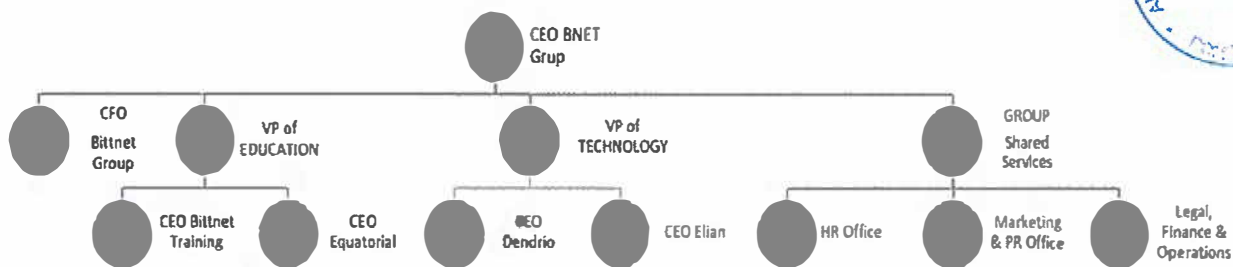 CEO BNET
Grup
CFO
Bittnet
Group
VP of
EDUCATION
VP of
TECHNOLOGY
GROUP
Shared
Services
CEO Bittnet
Training
CEO
Equatorial
CEO
Dendrio
CEO Elian
HR Office
Marketing
& PR Office
Legal,
Finance &
Operations